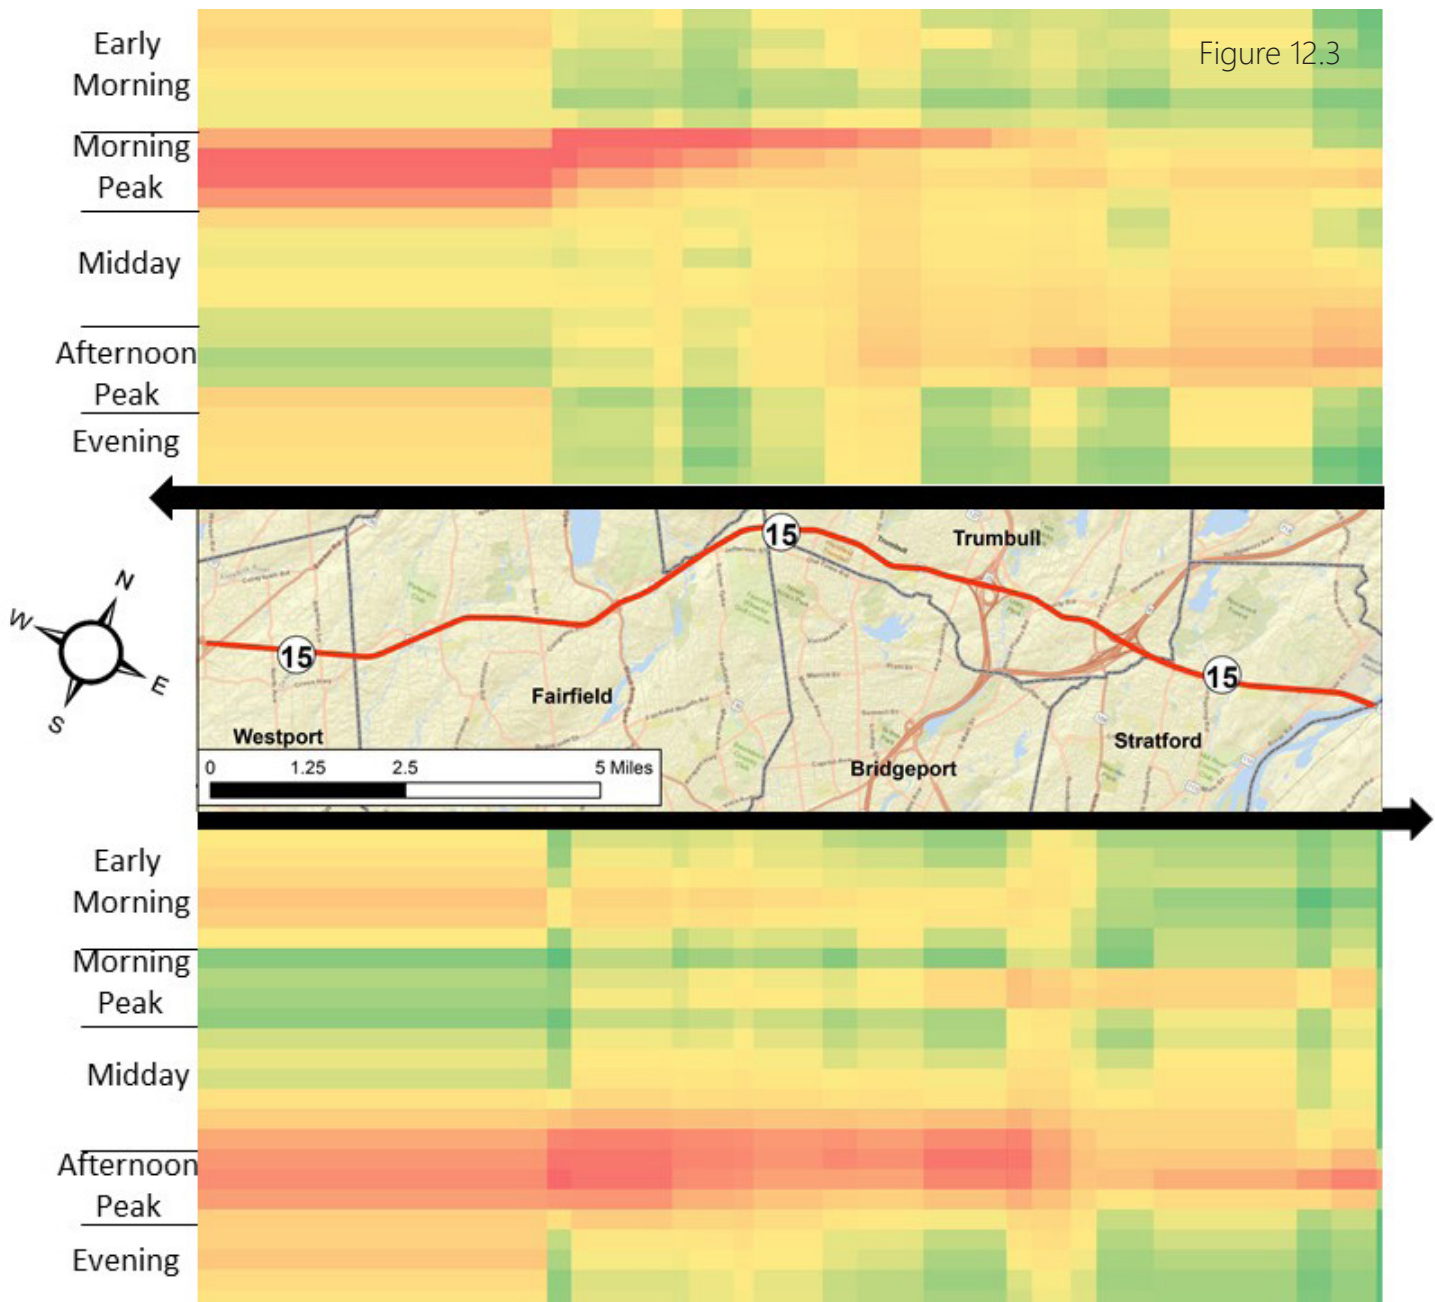 Figure 12.3
Early
Morning
Morning
Peak
Midday
Afternoon
Peak
Evening
N
W
E
S
15
15
15
Trumbull
Trumbull
Fairfield
Westport
Bridgeport
Stratford
0 1.25 2.5 5 Miles
Early
Morning
Morning
Peak
Midday
Afternoon
Peak
Evening